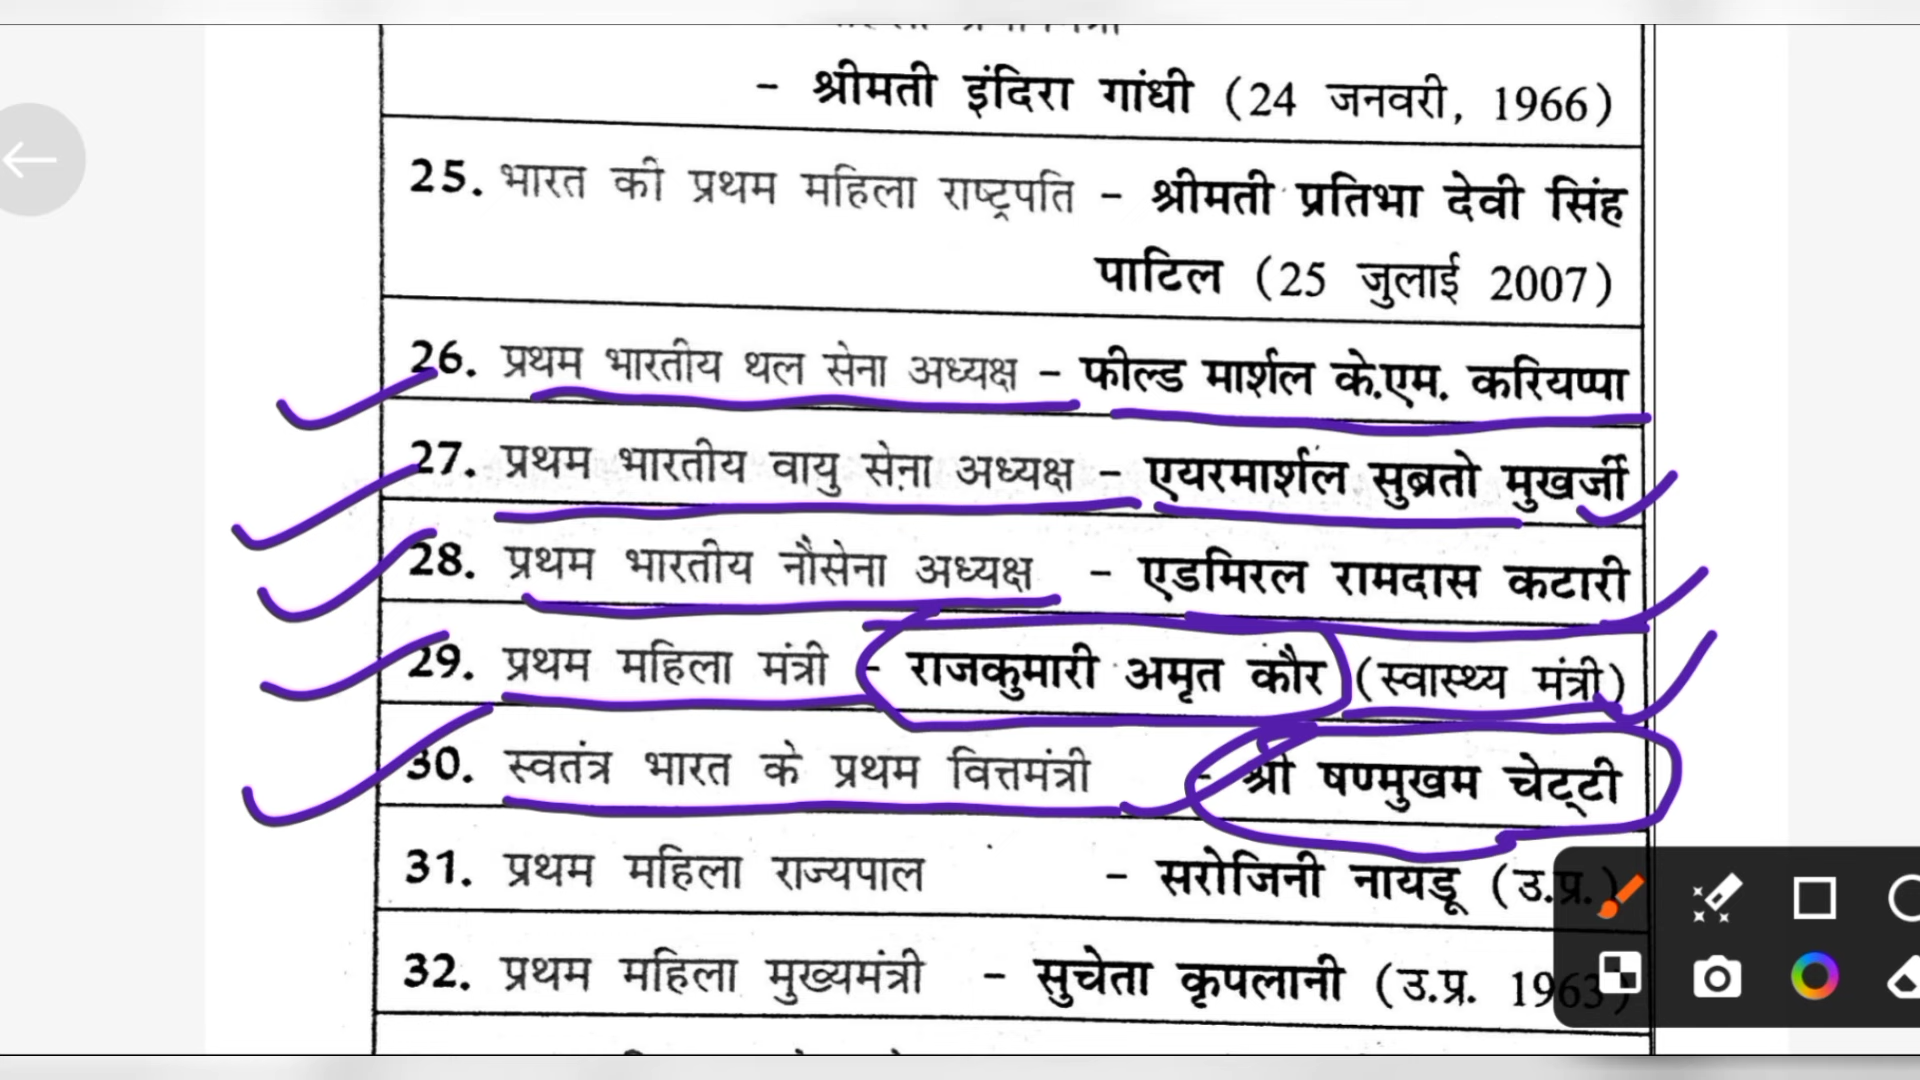 - श्रीमती इंदिरा गांधी (24 जनवरी, 1966)
25. भारत की प्रथम महिला राष्ट्रपति - श्रीमती प्रतिभा देवी सिंह
पाटिल (25 जुलाई 2007)
26. प्रथम भारतीय थल सेना अध्यक्ष - फील्ड मार्शल के.एम. करियप्पा
27. प्रथम भारतीय वायु सेना अध्यक्ष - एयरमार्शल सुब्रतो मुखर्जी
28. प्रथम भारतीय नौसेना अध्यक्ष - एडमिरल रामदास कटारी
29. प्रथम महिला मंत्री - राजकुमारी अमृत कौर (स्वास्थ्य मंत्री)
30. स्वतंत्र भारत के प्रथम वित्तमंत्री - श्री षण्मुखम चेट्टी
31. प्रथम महिला राज्यपाल - सरोजिनी नायडू (उ.प्र.)
32. प्रथम महिला मुख्यमंत्री - सुचेता कृपलानी (उ.प्र. 1963)